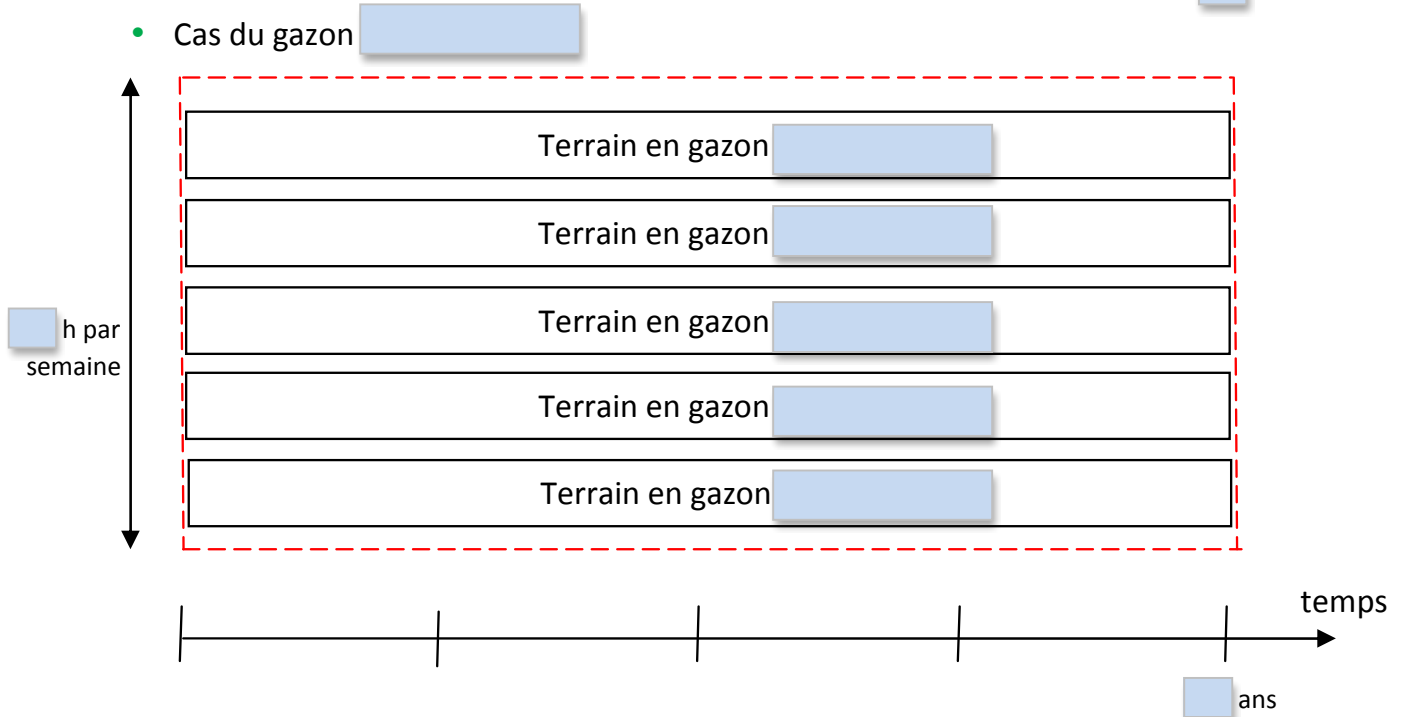 • Cas du gazon
Terrain en gazon
Terrain en gazon
Terrain en gazon
Terrain en gazon
Terrain en gazon
h par
semaine
temps
ans